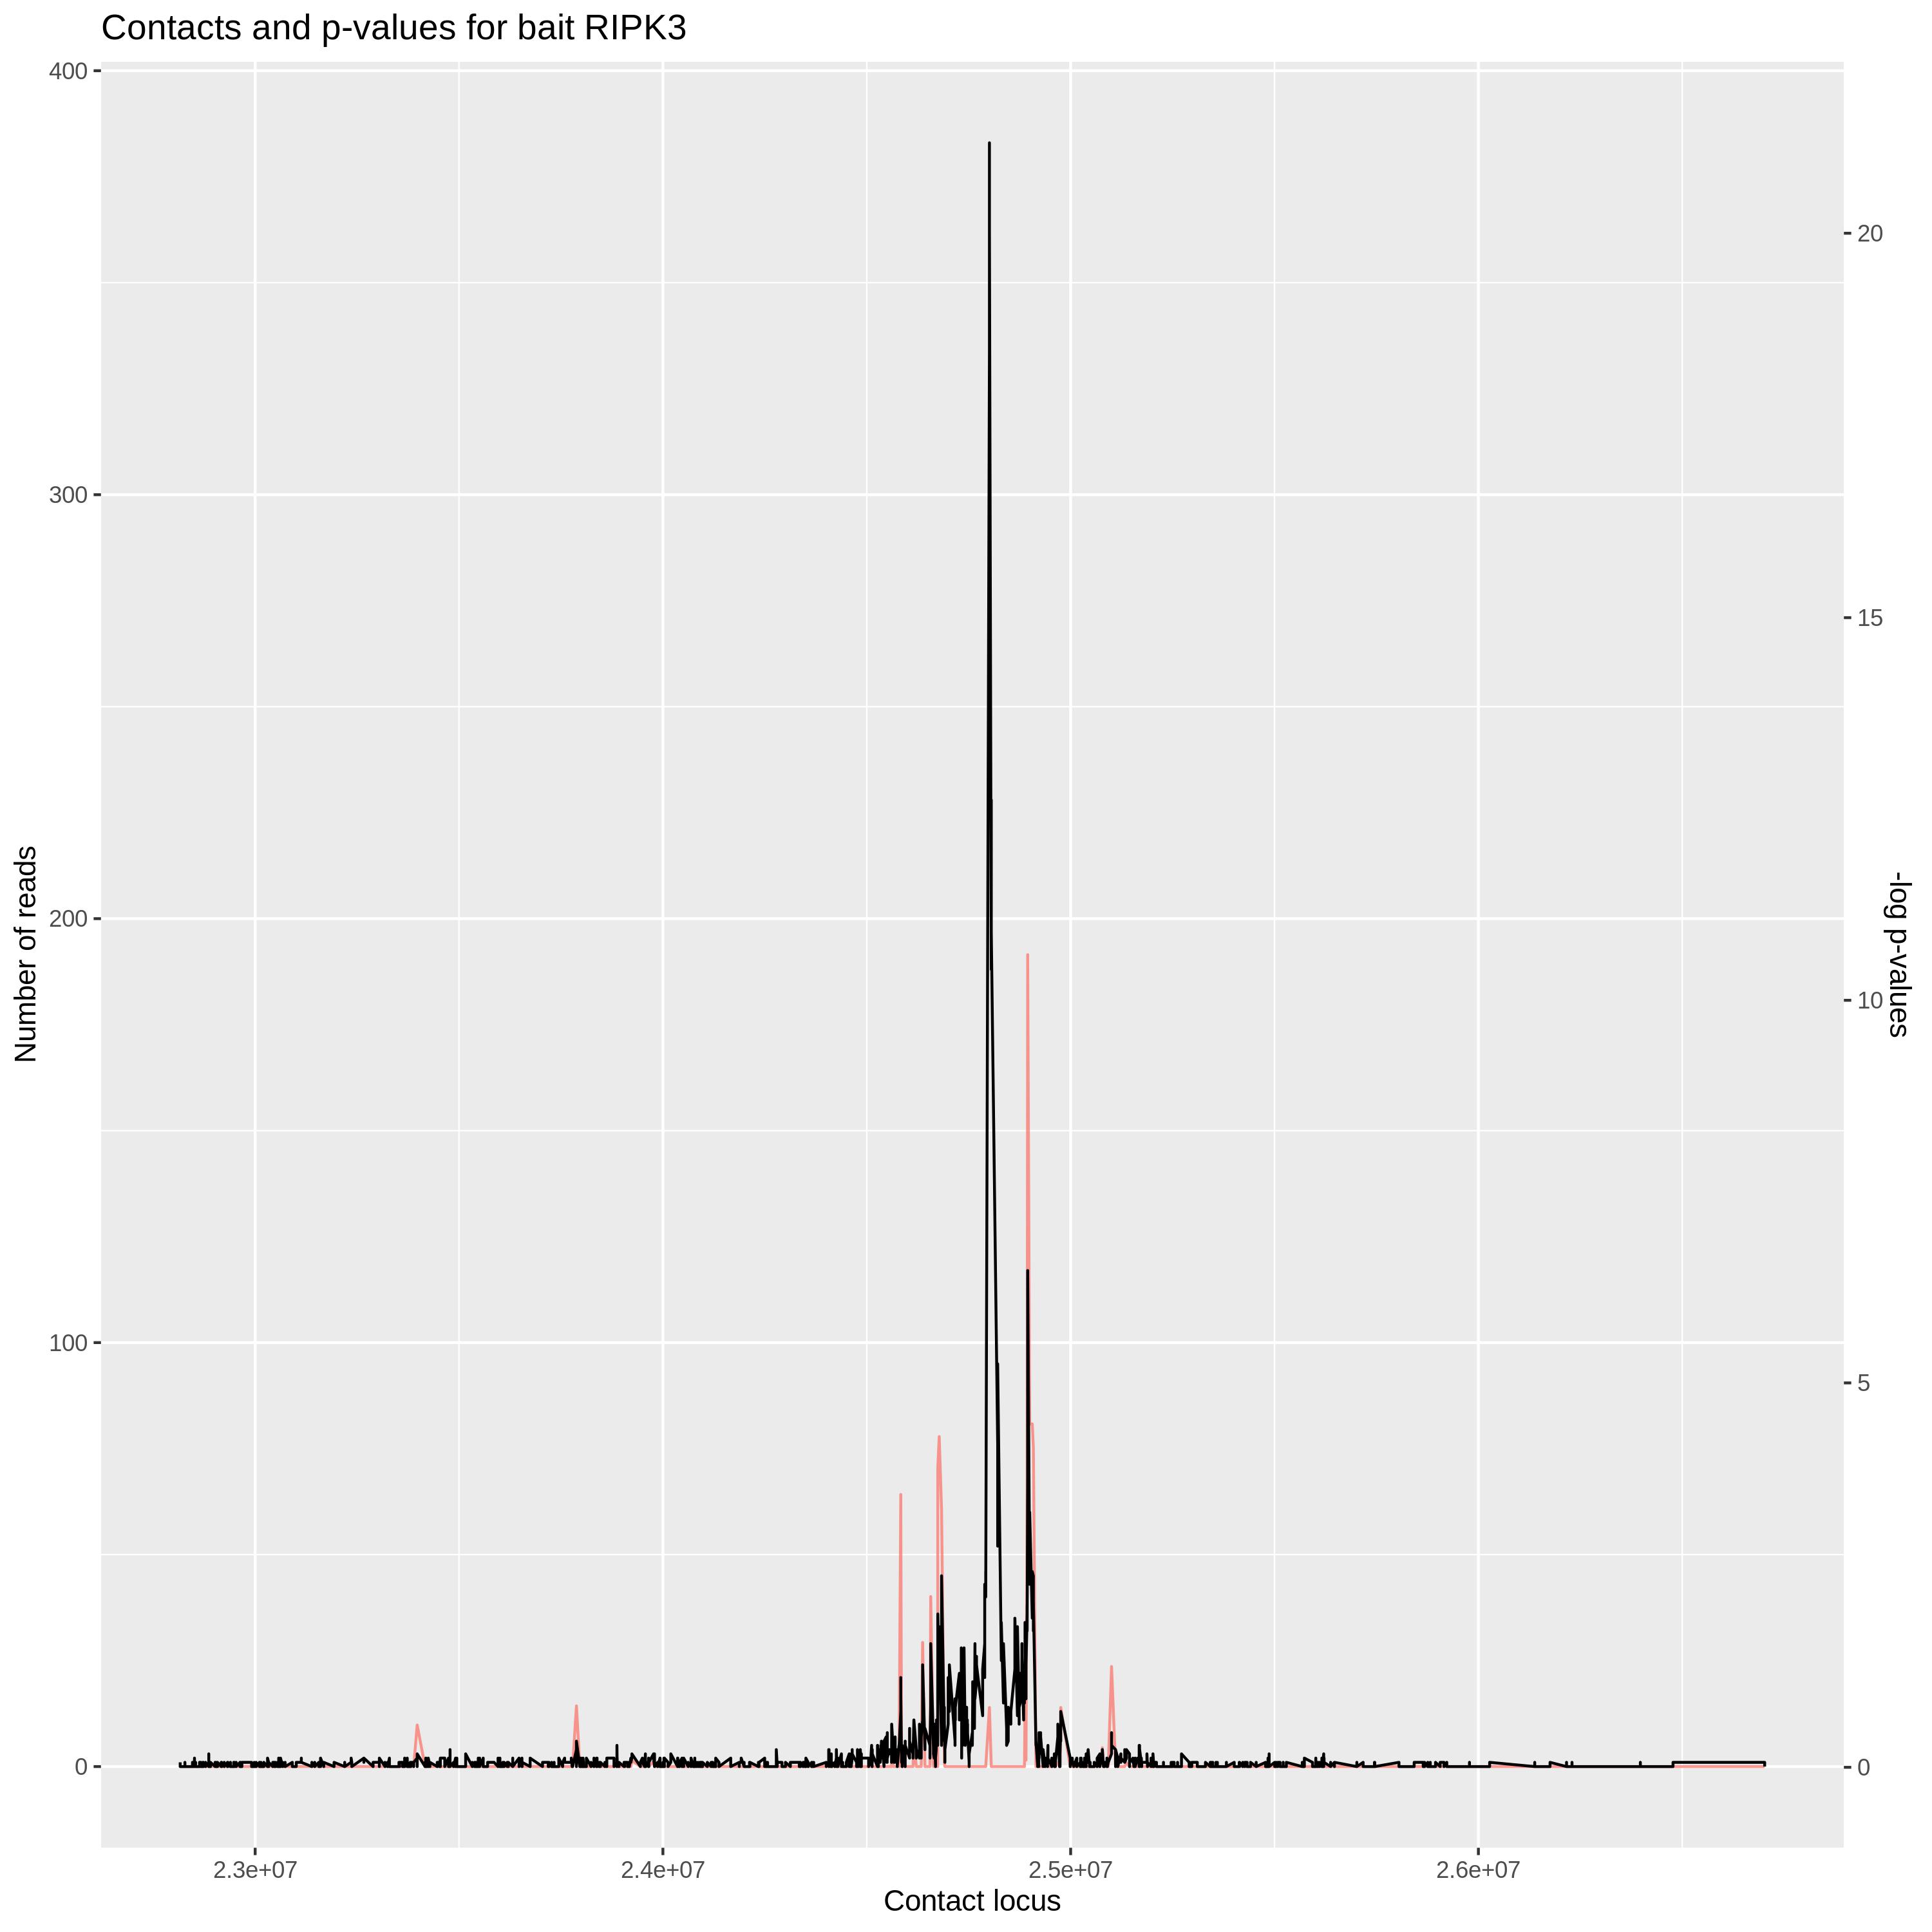 Contacts and p-values for bait RIPK3
400
300
200
100
0
Number of reads
20
15
10
5
0
-log p-values
2.3e+07
2.4e+07
2.5e+07
2.6e+07
Contact locus